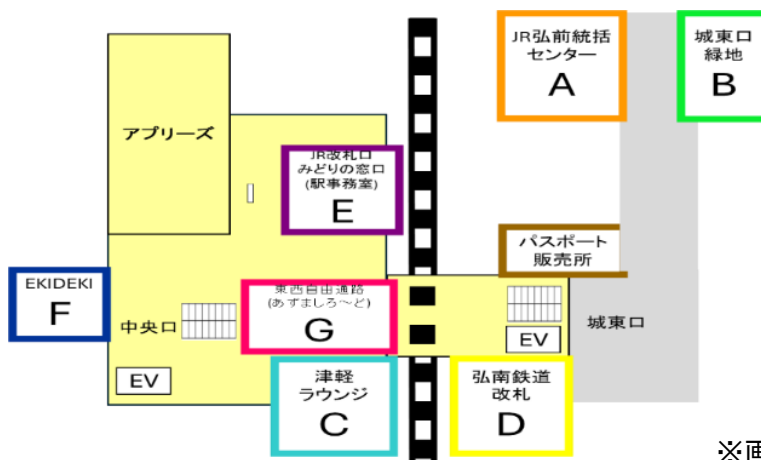 JR弘前統括
センター
A
城東口
緑地
B
アプリーズ
JR改札口
みどりの窓口
(駅事務室)
E
パスポート
販売所
EKIDEKI
F
中央口
東西自由通路
(あずましろ～ど)
G
EV
城東口
EV
津軽
ラウンジ
C
弘南鉄道
改札
D